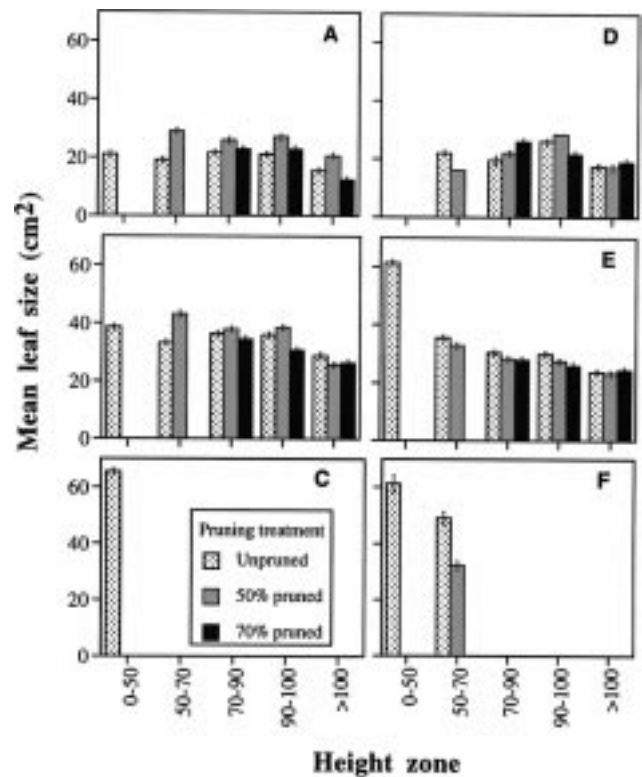 A
D
Mean leaf size (cm2)
60
40
20
0
E
60
40
20
0
C
F
60
40
20
0
Pruning treatment
Unpruned
50% pruned
70% pruned
0-50
50-70
70-90
90-100
>100
0-50
50-70
70-90
90-100
>100
Height zone